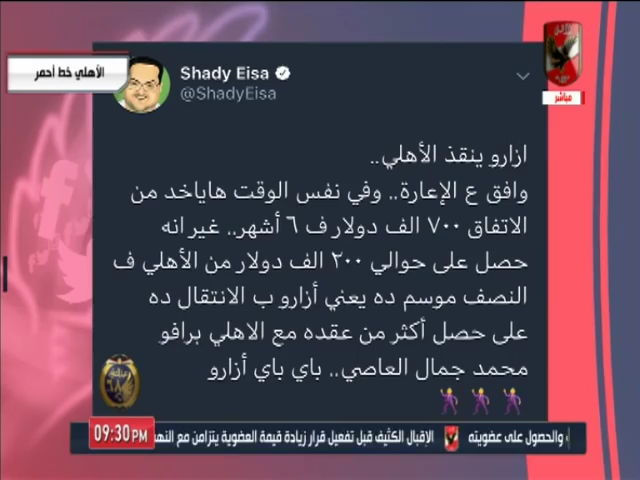 الأهلي خط أحمر
Shady Eisa
@ShadyEisa
مباشر
ازارو ينقذ الأهلي..
وافق ع الإعارة.. وفي نفس الوقت هاياخد من
الاتفاق ٧٠٠ الف دولار ف ٦ أشهر.. غير انه
حصل على حوالي ٢٠٠ الف دولار من الأهلي ف
النصف موسم ده يعني أزارو ب الانتقال ده
على حصل أكثر من عقده مع الاهلي برافو
محمد جمال العاصي.. باي باي أزارو
💃💃💃
09:30 PM
والحصول على عضويته
الإقبال الكثيف قبل تفعيل قرار زيادة قيمة العضوية يتزامن مع النه